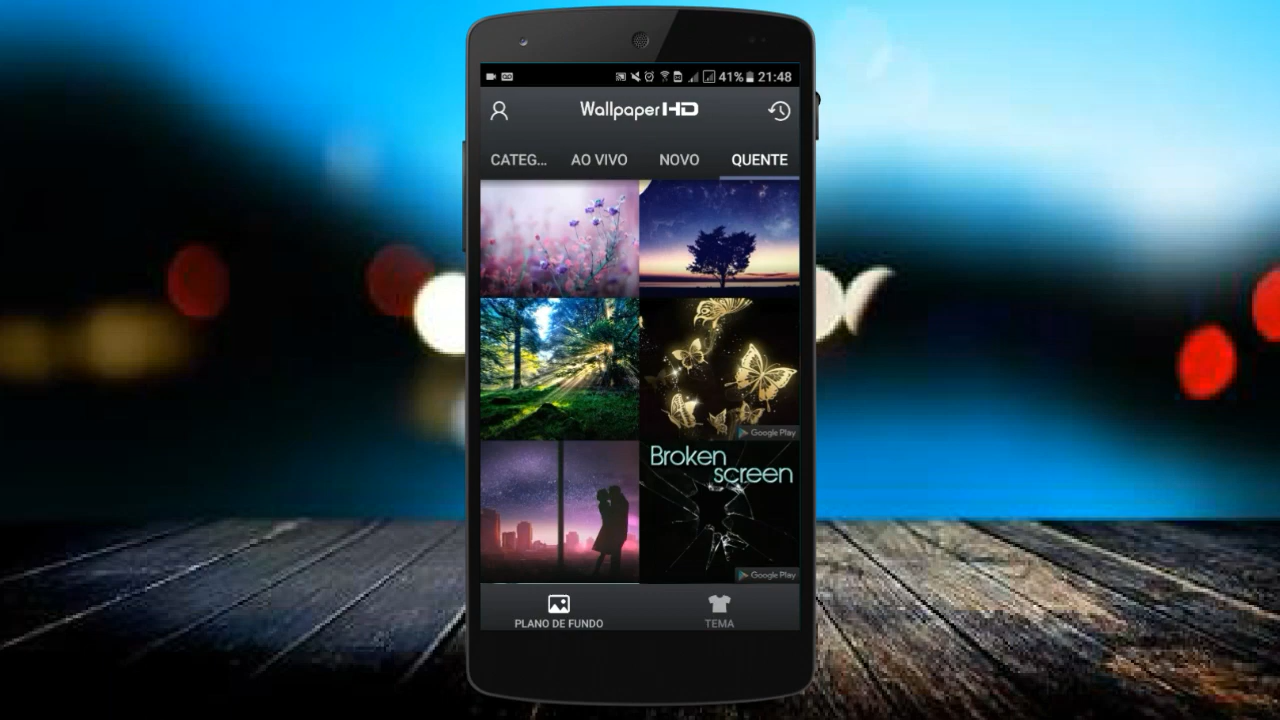 41% 21:48
WallpaperHD
CATEG... AO VIVO NOVO QUENTE
Google Play
Broken
screen
Google Play
PLANO DE FUNDO TEMA